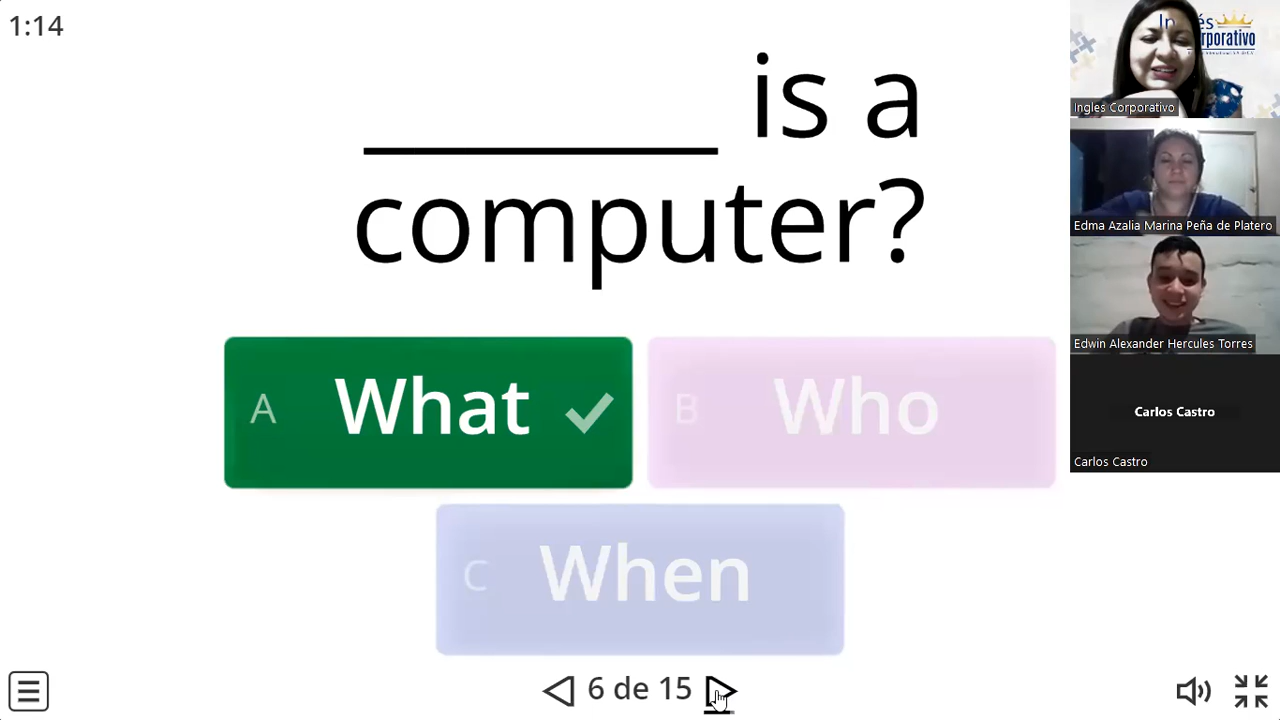 1:14
_________ is a
computer?
A What
B Who
C When
6 de 15
Ingles Corporativo
Edma Azalia Marina Peña de Platero
Edwin Alexander Hercules Torres
Carlos Castro
Carlos Castro